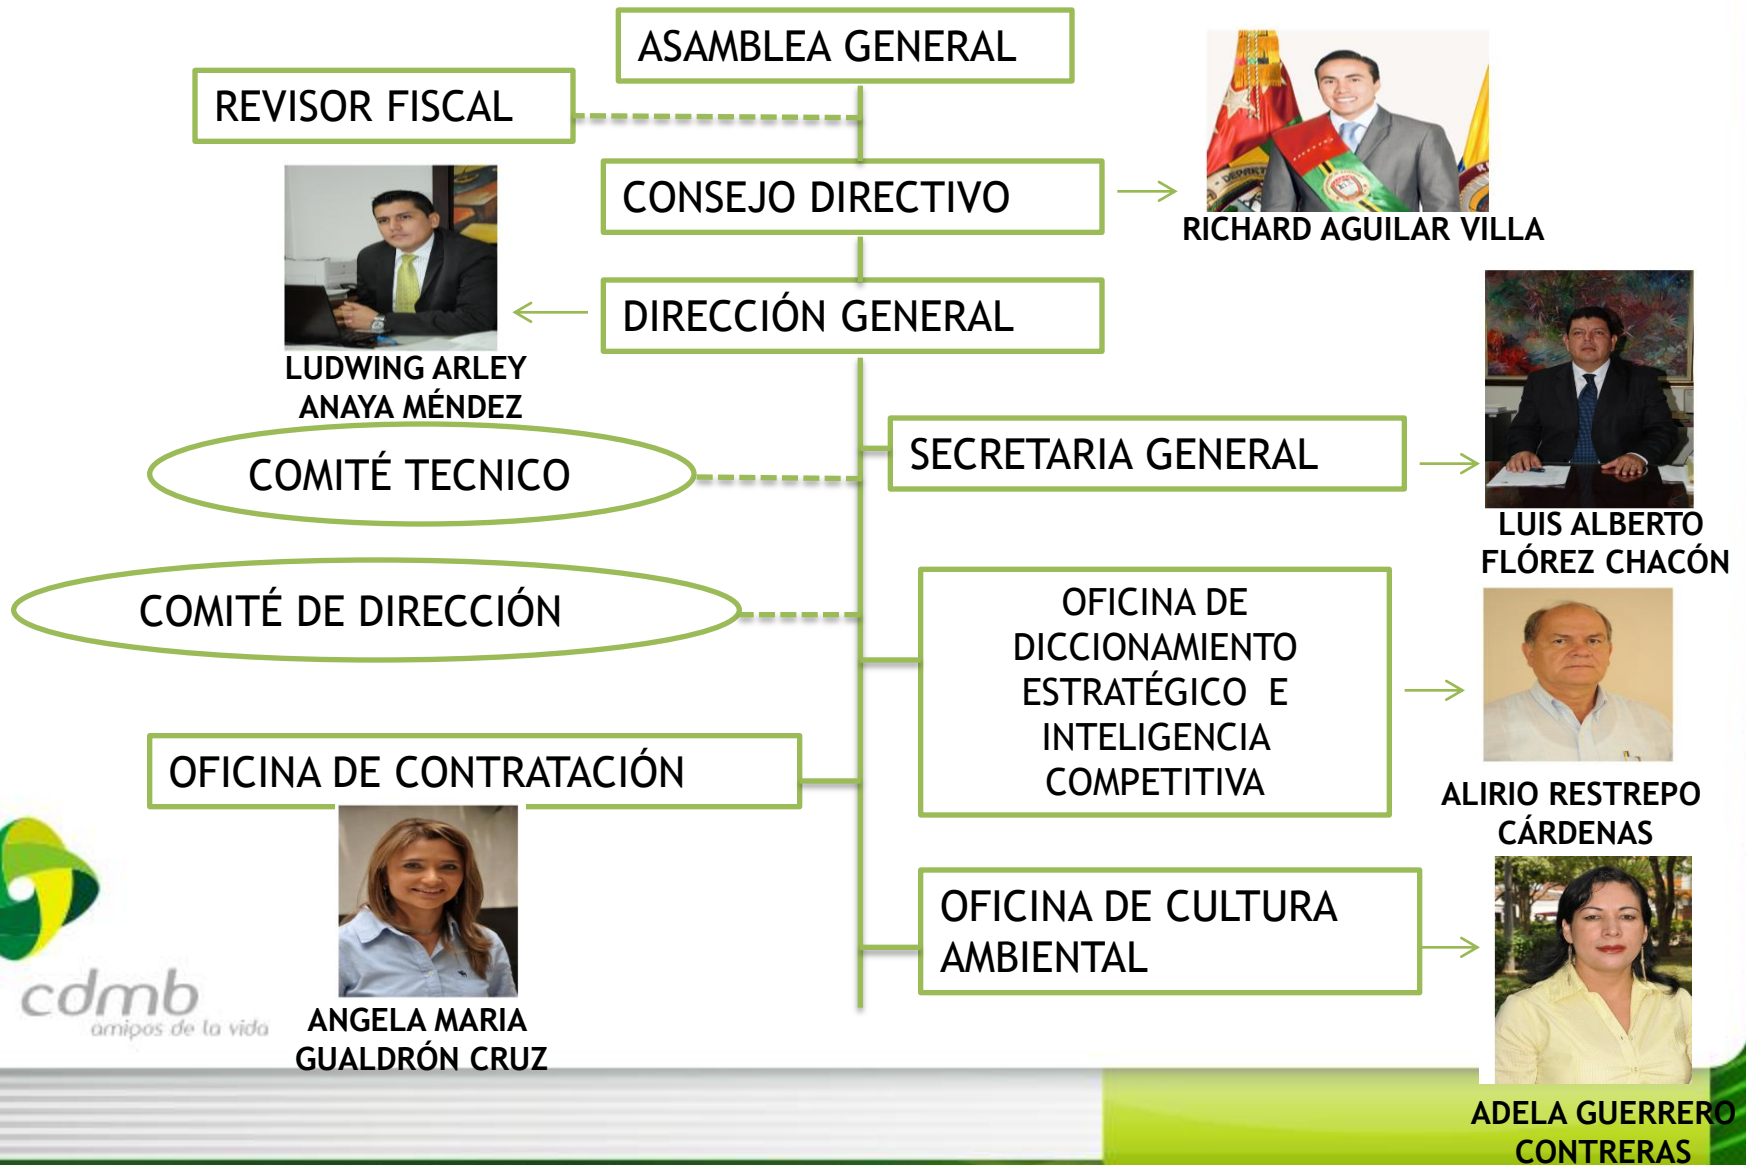 ASAMBLEA GENERAL
REVISOR FISCAL
CONSEJO DIRECTIVO
RICHARD AGUILAR VILLA
DIRECCIÓN GENERAL
LUDWING ARLEY
ANAYA MÉNDEZ
SECRETARIA GENERAL
LUIS ALBERTO
FLÓREZ CHACÓN
COMITÉ TECNICO
COMITÉ DE DIRECCIÓN
OFICINA DE
DICCIONAMIENTO
ESTRATÉGICO E
INTELIGENCIA
COMPETITIVA
ALIRIO RESTREPO
CÁRDENAS
OFICINA DE CONTRATACIÓN
ANGELA MARIA
GUALDRÓN CRUZ
OFICINA DE CULTURA
AMBIENTAL
ADELA GUERRERO
CONTRERAS
cdmb
amigos de la vida